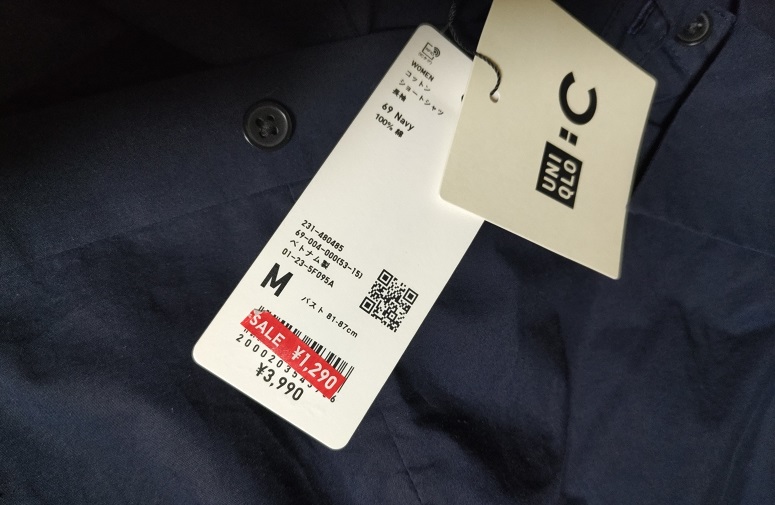 WOMEN
コットン
ショートシャツ
長袖
69 Navy
100% 綿
231-480485
69-004-000(53-15)
ベトナム製
01-23-5F095A
M
バスト 81-87cm
SALE ¥1,290
¥3,990
:C
UNI
QLO